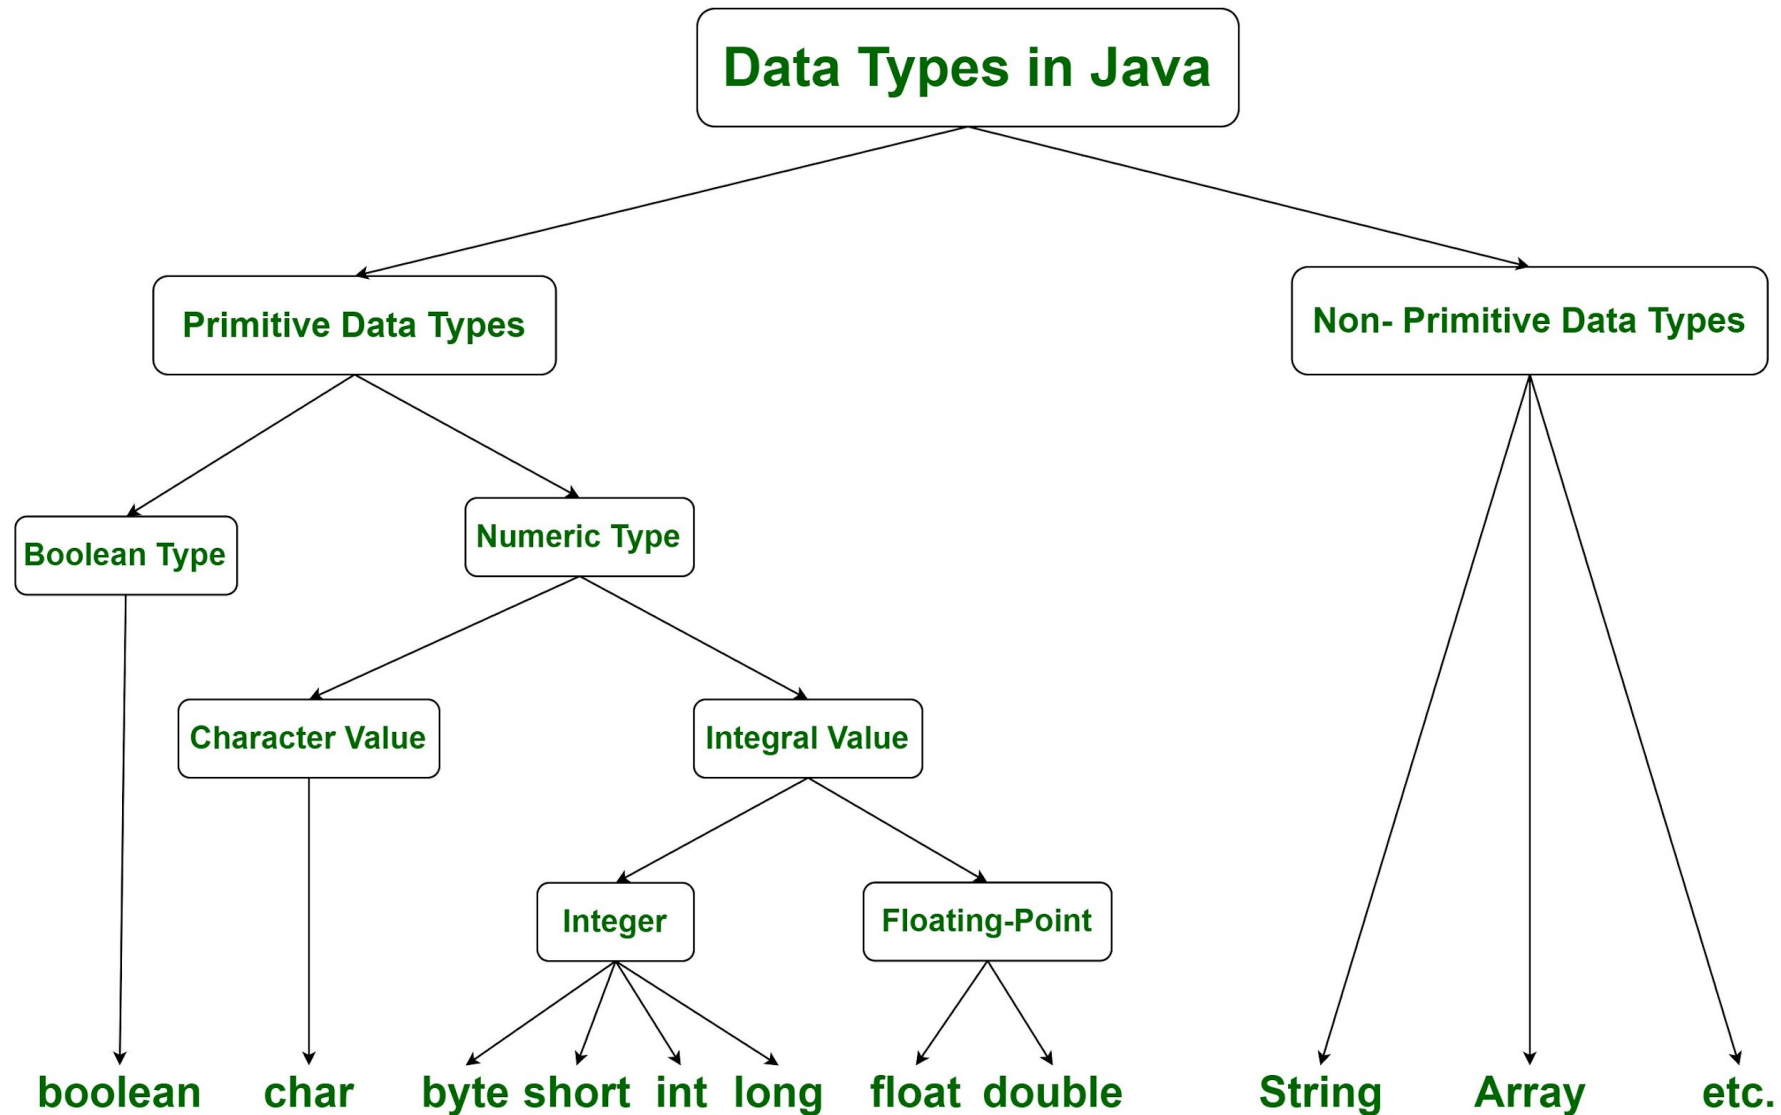 Data Types in Java
Primitive Data Types
Non- Primitive Data Types
Boolean Type
Numeric Type
Character Value
Integral Value
Integer
Floating-Point
boolean
char
byte
short
int
long
float
double
String
Array
etc.